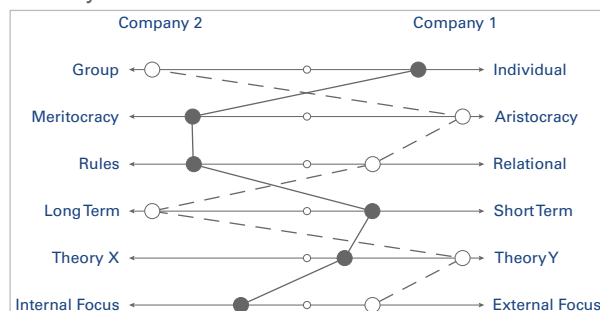 Company 2 Company 1
Group Individual
Meritocracy Aristocracy
Rules Relational
Long Term Short Term
Theory X Theory Y
Internal Focus External Focus